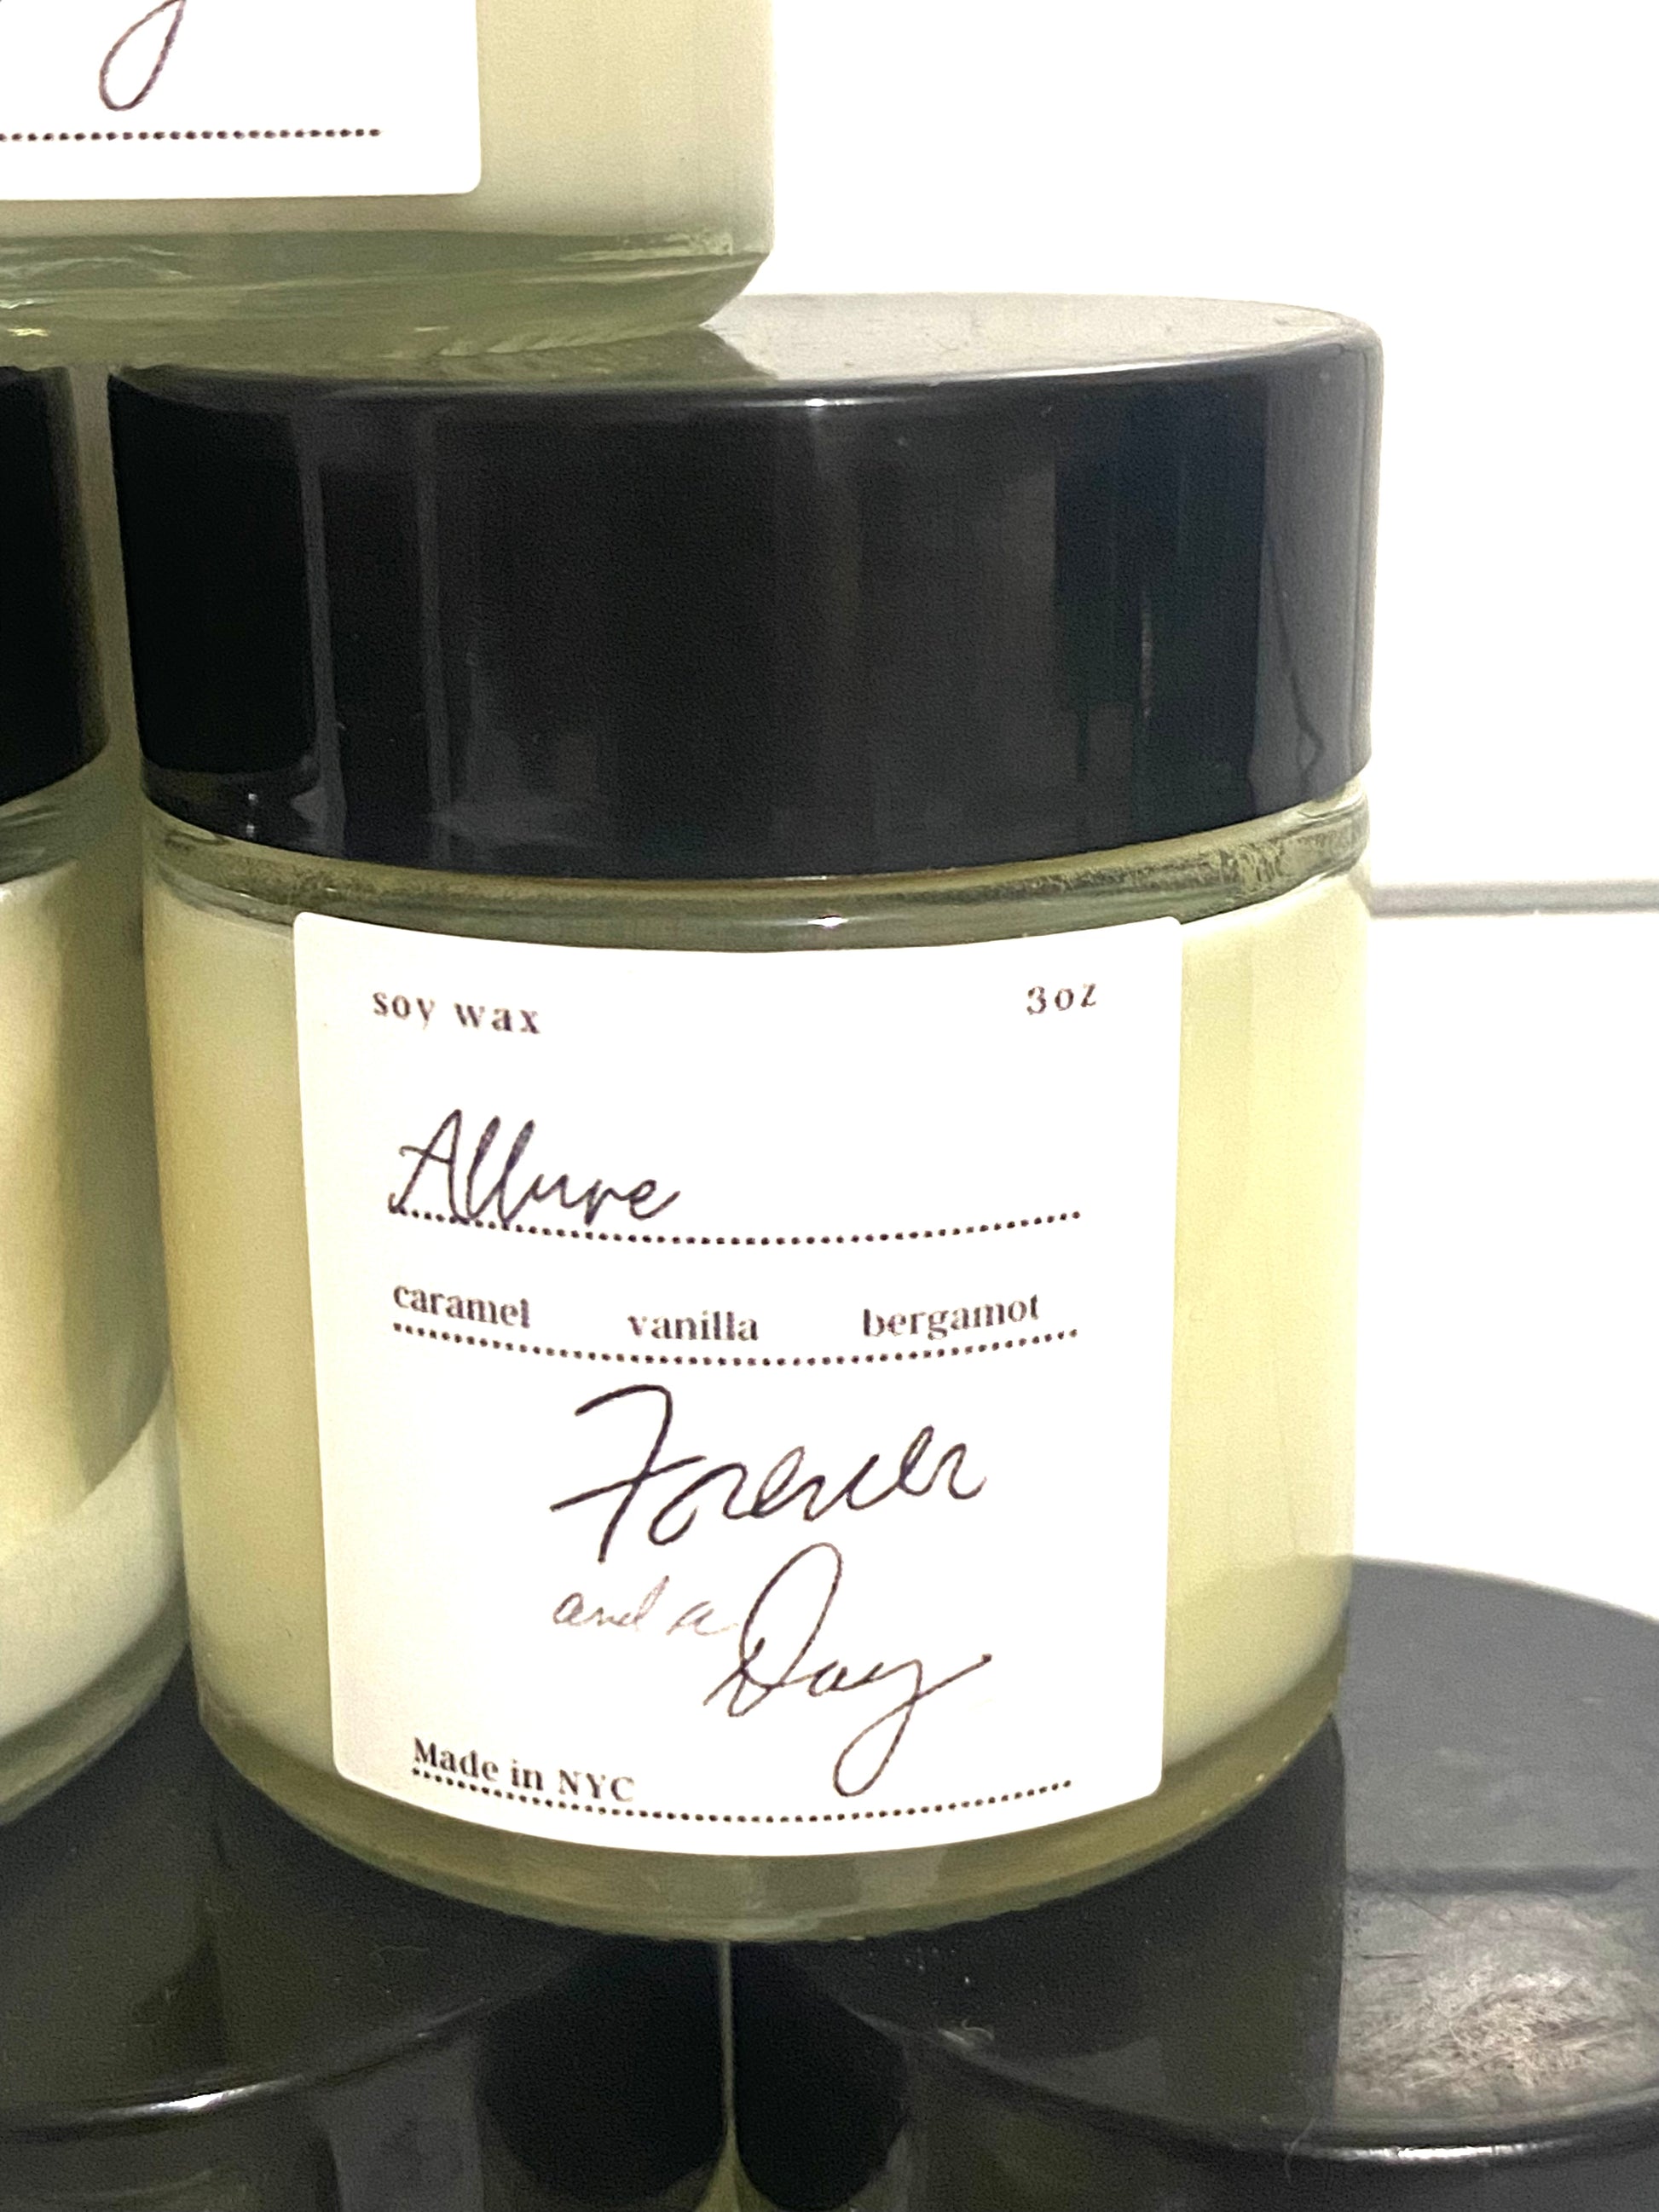 soy wax 3oz
Allure
caramel vanilla bergamot
Forever
and a Day
Made in NYC